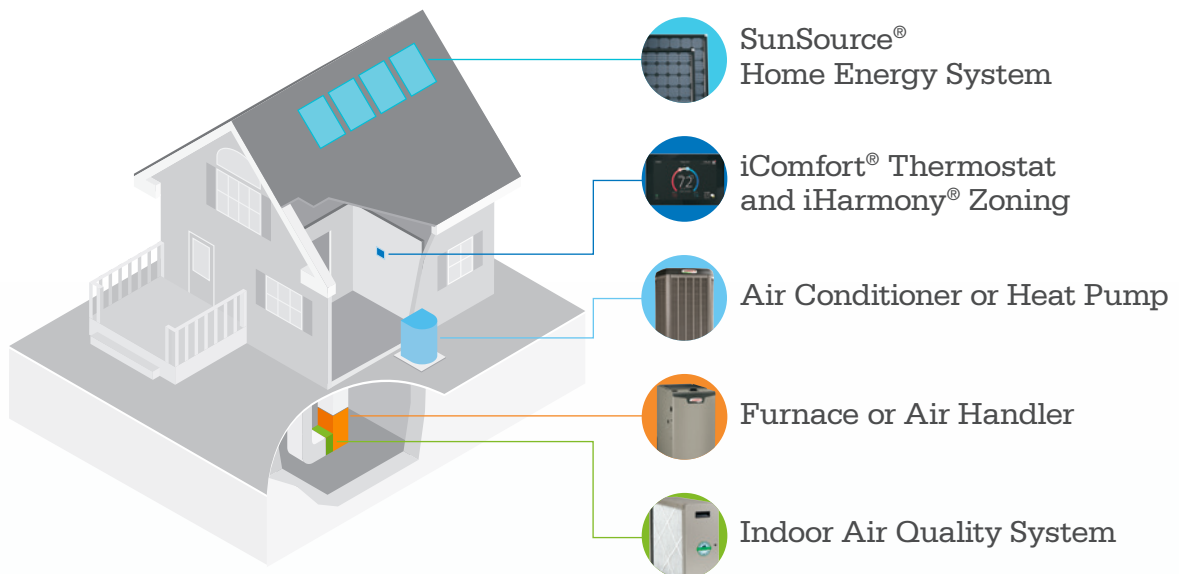 SunSource®
Home Energy System
iComfort® Thermostat
and iHarmony® Zoning
72
Air Conditioner or Heat Pump
Furnace or Air Handler
Indoor Air Quality System